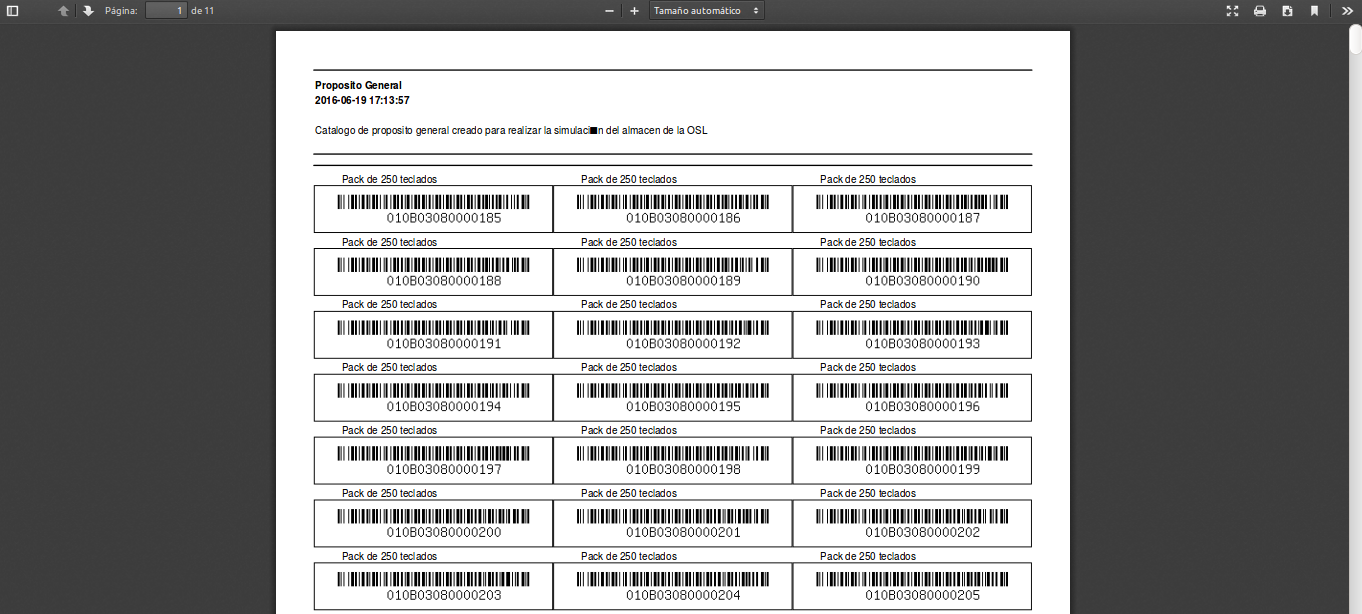 Página: 1 de 11 Tamaño automático
Proposito General
2016-06-19 17:13:57
Catalogo de proposito general creado para realizar la simulaci■n del almacen de la OSL
Pack de 250 teclados Pack de 250 teclados Pack de 250 teclados
010B03080000185 010B03080000186 010B03080000187
Pack de 250 teclados Pack de 250 teclados Pack de 250 teclados
010B03080000188 010B03080000189 010B03080000190
Pack de 250 teclados Pack de 250 teclados Pack de 250 teclados
010B03080000191 010B03080000192 010B03080000193
Pack de 250 teclados Pack de 250 teclados Pack de 250 teclados
010B03080000194 010B03080000195 010B03080000196
Pack de 250 teclados Pack de 250 teclados Pack de 250 teclados
010B03080000197 010B03080000198 010B03080000199
Pack de 250 teclados Pack de 250 teclados Pack de 250 teclados
010B03080000200 010B03080000201 010B03080000202
Pack de 250 teclados Pack de 250 teclados Pack de 250 teclados
010B03080000203 010B03080000204 010B03080000205